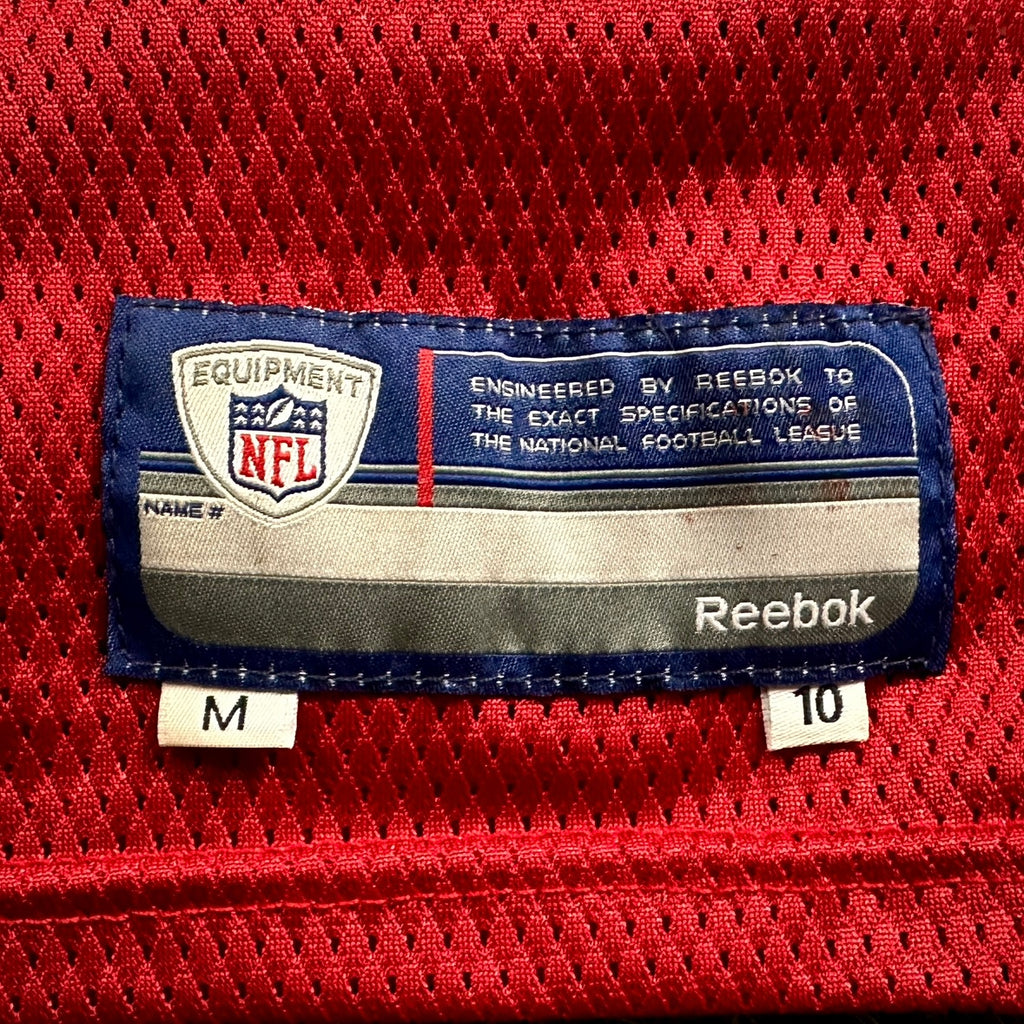 EQUIPMENT
NFL
ENGINEERED BY REEBOK TO
THE EXACT SPECIFICATIONS OF
THE NATIONAL FOOTBALL LEAGUE
NAME #
Reebok
M
10